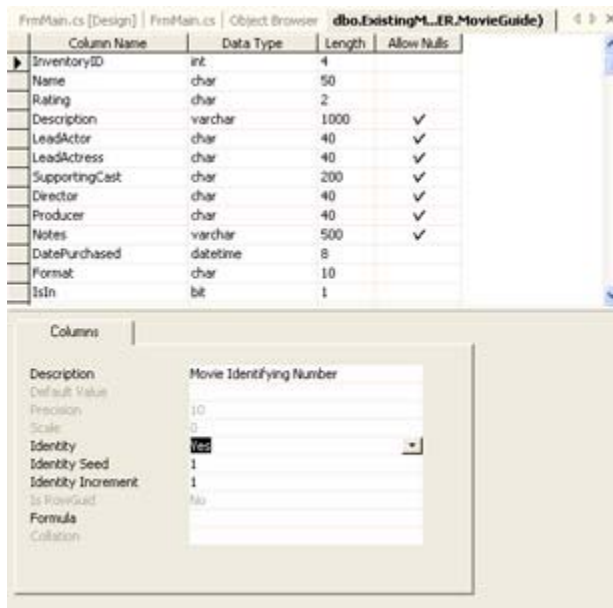 FrmMain.cs [Design] FrmMain.cs Object Browser dbo.ExistingM...ER.MovieGuide)
Column Name Data Type Length Allow Nulls
InventoryID int 4
Name char 50
Rating char 2
Description varchar 1000
LeadActor char 40
LeadActress char 40
SupportingCast char 200
Director char 40
Producer char 40
Notes varchar 500
DatePurchased datetime 8
Format char 10
IsIn bit 1
Columns
Description Movie Identifying Number
Default Value
Precision 10
Scale 0
Identity Yes
Identity Seed 1
Identity Increment 1
Is RowGuid No
Formula
Collation